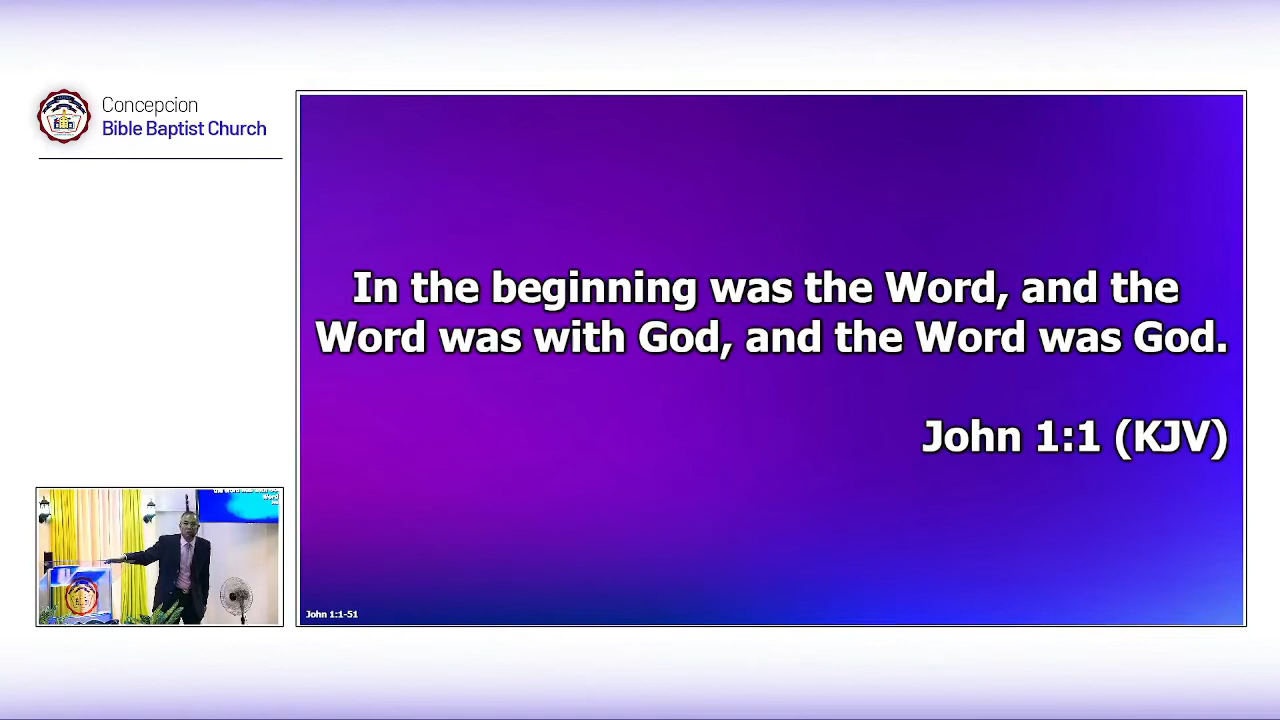 Concepcion
Bible Baptist Church
In the beginning was the Word, and the
Word was with God, and the Word was God.
John 1:1 (KJV)
John 1:1-51